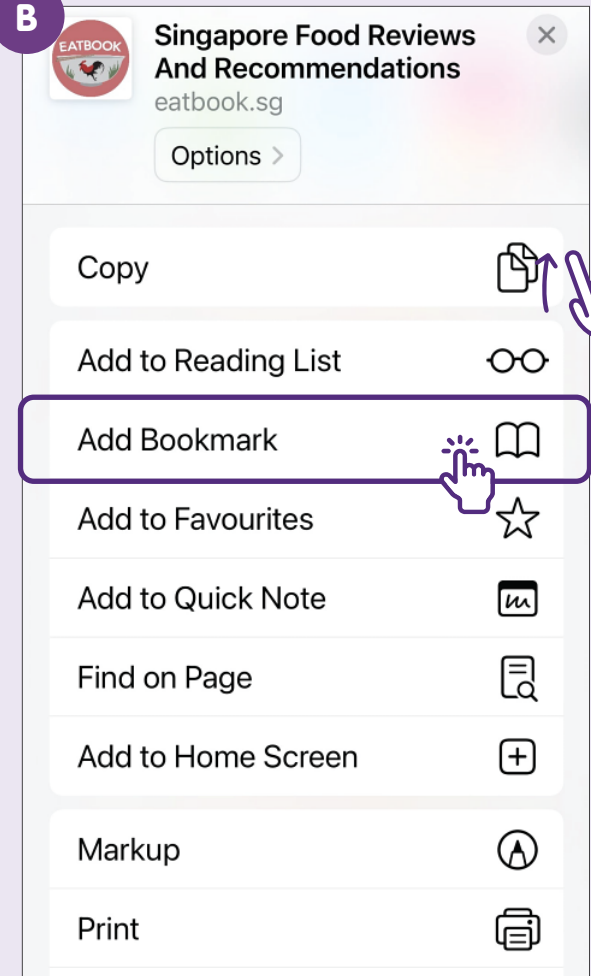 B
EATBOOK
Singapore Food Reviews
And Recommendations
eatbook.sg
Options
Copy
Add to Reading List
Add Bookmark
Add to Favourites
Add to Quick Note
Find on Page
Add to Home Screen
Markup
Print